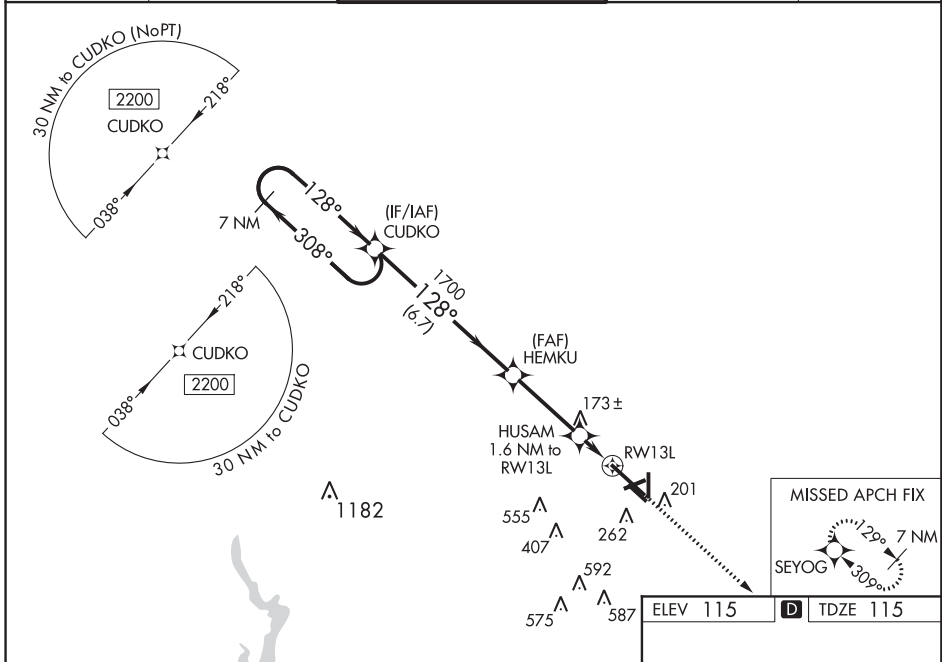 30 NM to CUDKO (NoPT)
2200
CUDKO
218°
038°
7 NM
128°
308°
(IF/IAF)
CUDKO
1700
128°
(6.7)
(FAF)
HEMKU
218°
CUDKO
2200
038°
30 NM to CUDKO
173±
HUSAM
1.6 NM to
RW13L
RW13L
201
1182
555
407
262
592
575
587
MISSED APCH FIX
129°
7 NM
SEYOG
309°
ELEV 115
D
TDZE 115